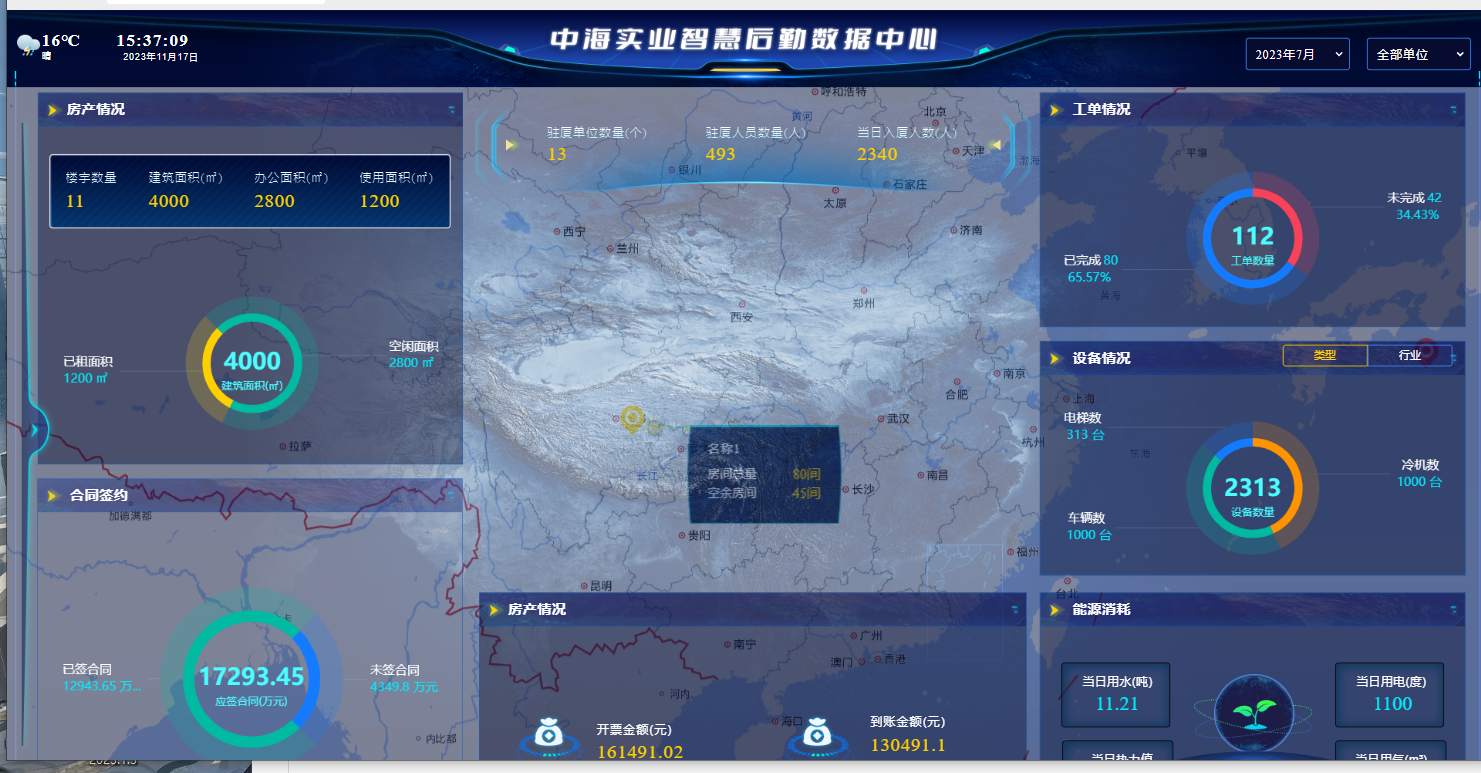 中海实业智慧后勤数据中心
16℃
晴
15:37:09
2023年11月17日
2023年7月
全部单位
房产情况
楼宇数量
11
建筑面积(㎡)
4000
办公面积(㎡)
2800
使用面积(㎡)
1200
已租面积
1200 ㎡
4000
建筑面积(㎡)
空闲面积
2800 ㎡
合同签约
已签合同
12943.65 万...
17293.45
应签合同(万元)
未签合同
4349.8 万元
驻厦单位数量(个)
13
驻厦人员数量(人)
493
当日入厦人数(人)
2340
呼和浩特
黄河
北京
天津
渤海
银川
石家庄
太原
西宁
兰州
济南
西安
郑州
南京
合肥
武汉
杭州
拉萨
长江
名称1
房间总量
80间
空余房间
45间
南昌
长沙
贵阳
福州
昆明
加德满都
台北
房产情况
南宁
广州
澳门
香港
河内
海口
内比都
开票金额(元)
161491.02
到账金额(元)
130491.1
工单情况
平壤
未完成 42
34.43%
112
工单数量
已完成 80
65.57%
黄海
设备情况
类型
行业
上海
电梯数
313 台
东海
2313
设备数量
冷机数
1000 台
车辆数
1000 台
能源消耗
当日用水(吨)
11.21
当日用电(度)
1100
当日热力值
当日用气(m³)